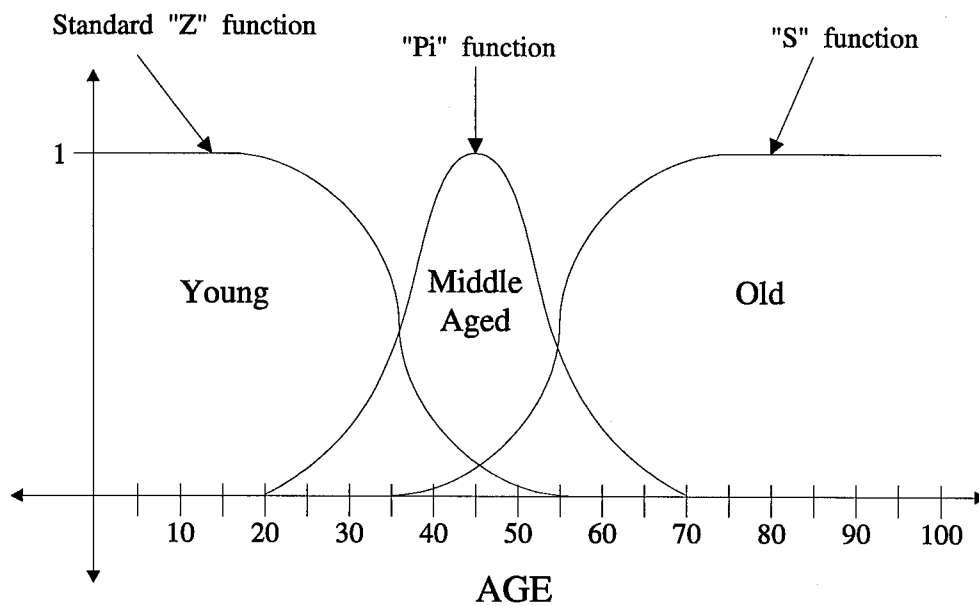 Standard "Z" function
"Pi" function
"S" function
1
Young
Middle
Aged
Old
10 20 30 40 50 60 70 80 90 100
AGE